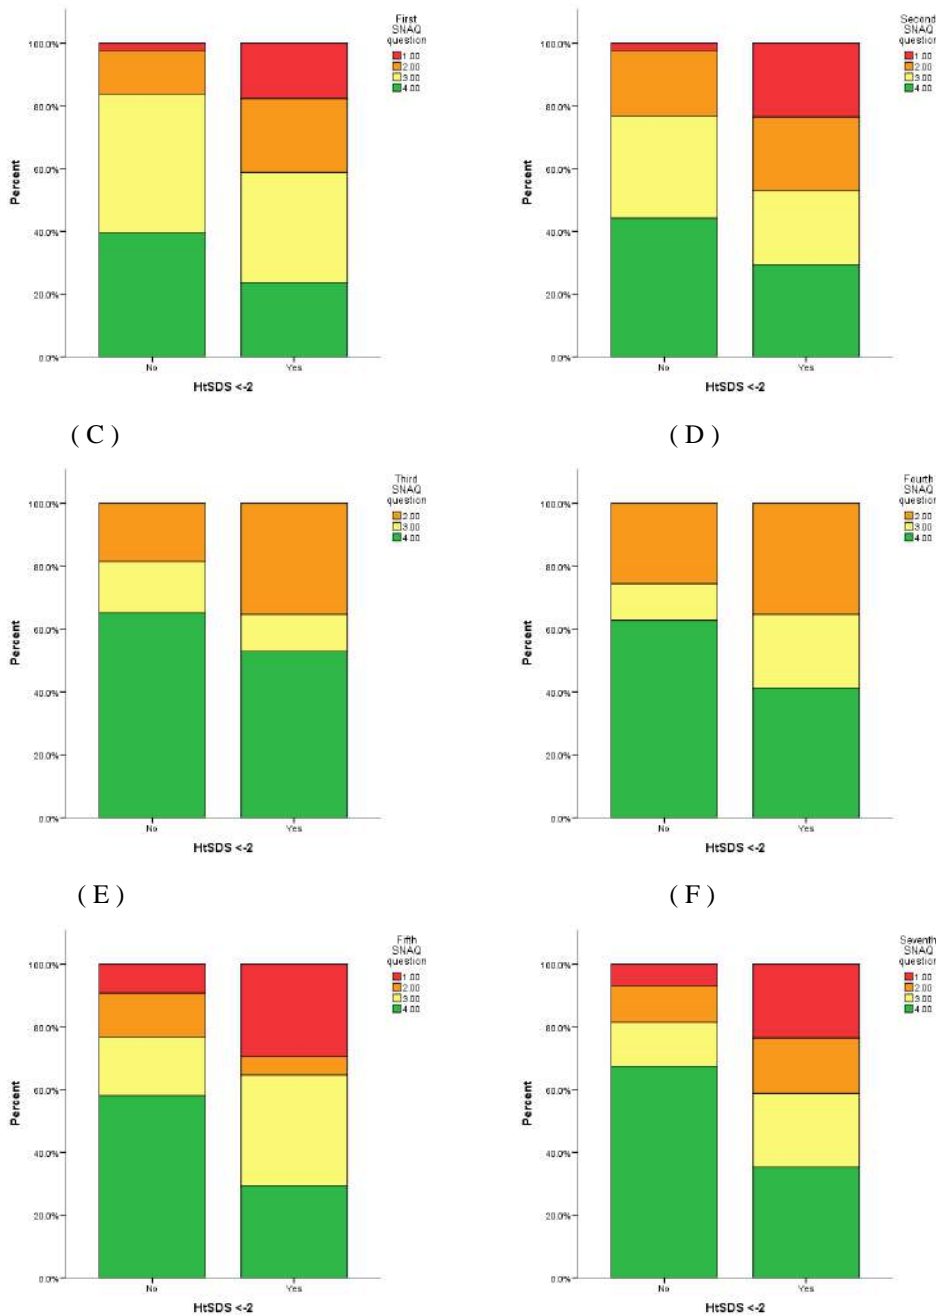 First
SNAQ
question
1.00
2.00
3.00
4.00
100.0%
80.0%
60.0%
40.0%
20.0%
0.0%
Percent
No
Yes
HtSDS <-2
Second
SNAQ
question
1.00
2.00
3.00
4.00
100.0%
80.0%
60.0%
40.0%
20.0%
0.0%
Percent
No
Yes
HtSDS <-2
( C )
( D )
Third
SNAQ
question
2.00
3.00
4.00
100.0%
80.0%
60.0%
40.0%
20.0%
0.0%
Percent
No
Yes
HtSDS <-2
Fourth
SNAQ
question
2.00
3.00
4.00
100.0%
80.0%
60.0%
40.0%
20.0%
0.0%
Percent
No
Yes
HtSDS <-2
( E )
( F )
Fifth
SNAQ
question
1.00
2.00
3.00
4.00
100.0%
80.0%
60.0%
40.0%
20.0%
0.0%
Percent
No
Yes
HtSDS <-2
Seventh
SNAQ
question
1.00
2.00
3.00
4.00
100.0%
80.0%
60.0%
40.0%
20.0%
0.0%
Percent
No
Yes
HtSDS <-2